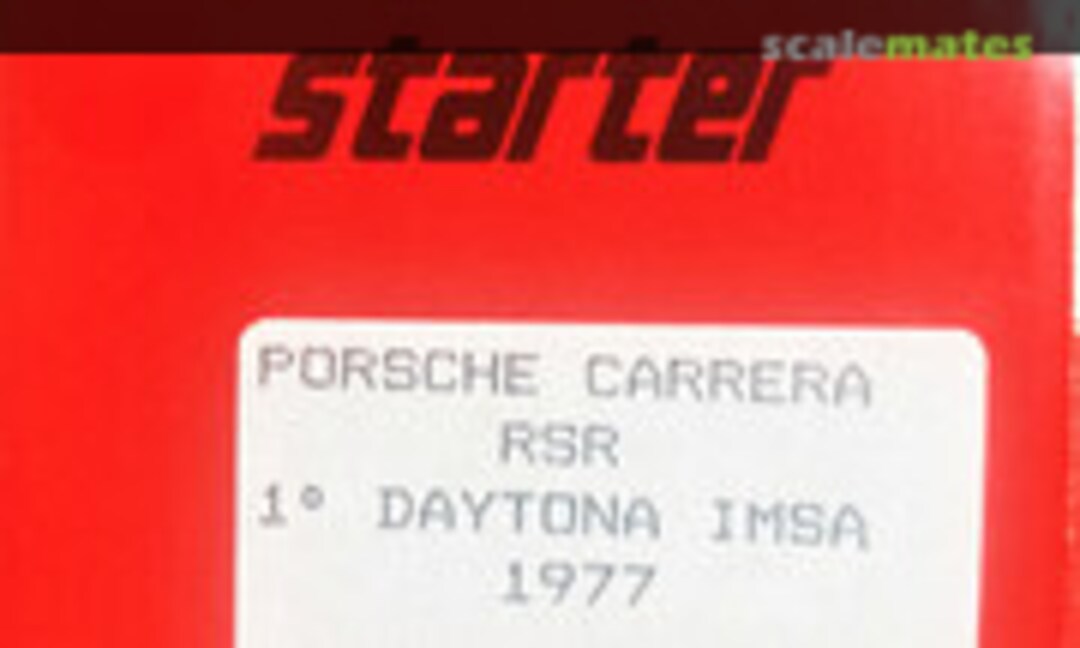 scalemates
starter
PORSCHE CARRERA
RSR
1° DAYTONA IMSA
1977